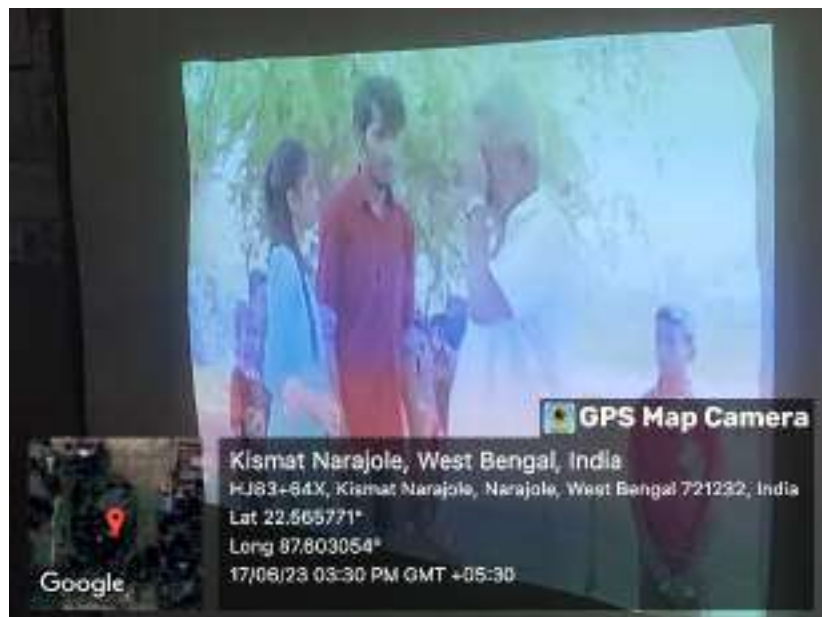 GPS Map Camera
Kismat Narajole, West Bengal, India
HJ83+64X, Kismat Narajole, Narajole, West Bengal 721232, India
Lat 22.565771°
Long 87.603054°
17/06/23 03:30 PM GMT +05:30
Google